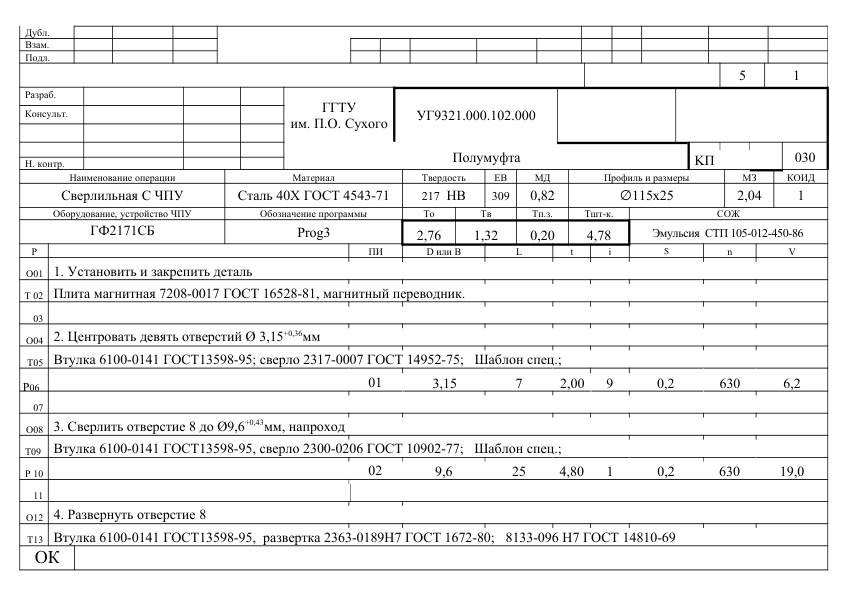 Дубл.
Взам.
Подл.
5 1
Разраб.
Консульт.
ГГТУ
им. П.О. Сухого
УГ9321.000.102.000
Н. контр.
Полумуфта
КП 030
Наименование операции Материал Твердость ЕВ МД Профиль и размеры МЗ КОИД
Сверлильная С ЧПУ Сталь 40Х ГОСТ 4543-71 217 НВ 309 0,82 ∅115х25 2,04 1
Оборудование, устройство ЧПУ Обозначение программы То Тв Тп.з. Тшт-к. СОЖ
ГФ2171СБ Prog3 2,76 1,32 0,20 4,78 Эмульсия СТП 105-012-450-86
Р ПИ D или B L t i S n V
О01 1. Установить и закрепить деталь
Т 02 Плита магнитная 7208-0017 ГОСТ 16528-81, магнитный переводник.
03
О04 2. Центровать девять отверстий Ø 3,15+0,36мм
Т05 Втулка 6100-0141 ГОСТ13598-95; сверло 2317-0007 ГОСТ 14952-75; Шаблон спец.;
Р06 01 3,15 7 2,00 9 0,2 630 6,2
07
О08 3. Сверлить отверстие 8 до Ø9,6+0,43мм, напроход
Т09 Втулка 6100-0141 ГОСТ13598-95, сверло 2300-0206 ГОСТ 10902-77; Шаблон спец.;
Р 10 02 9,6 25 4,80 1 0,2 630 19,0
11
О12 4. Развернуть отверстие 8
Т13 Втулка 6100-0141 ГОСТ13598-95, развертка 2363-0189Н7 ГОСТ 1672-80; 8133-096 Н7 ГОСТ 14810-69
ОК